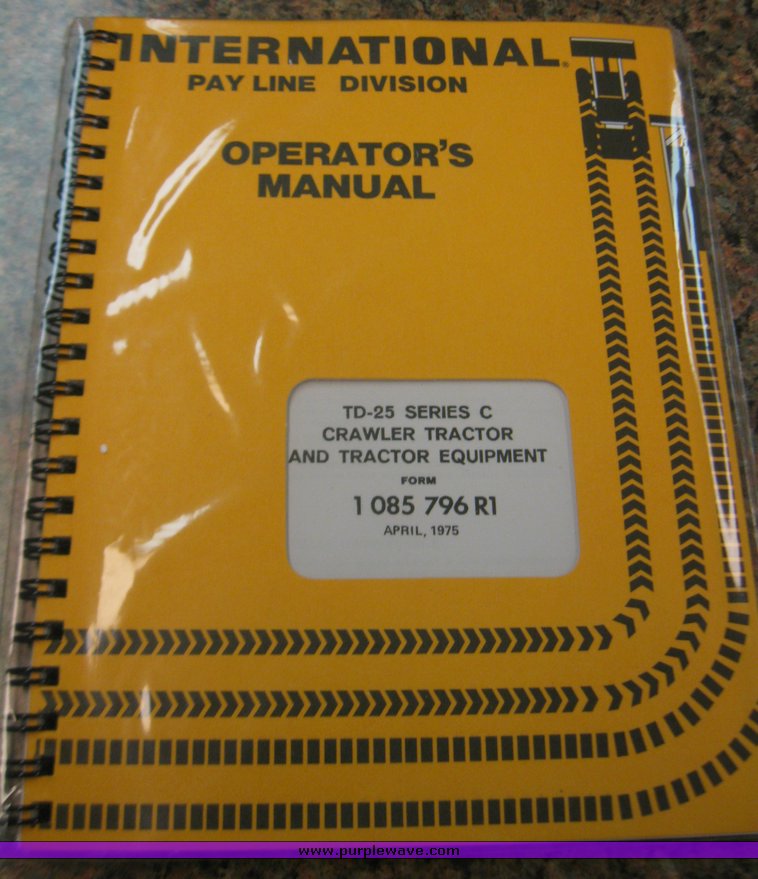 INTERNATIONAL®
PAY LINE DIVISION
OPERATOR'S
MANUAL
TD-25 SERIES C
CRAWLER TRACTOR
AND TRACTOR EQUIPMENT
FORM
1 085 796 R1
APRIL, 1975
www.purplewave.com